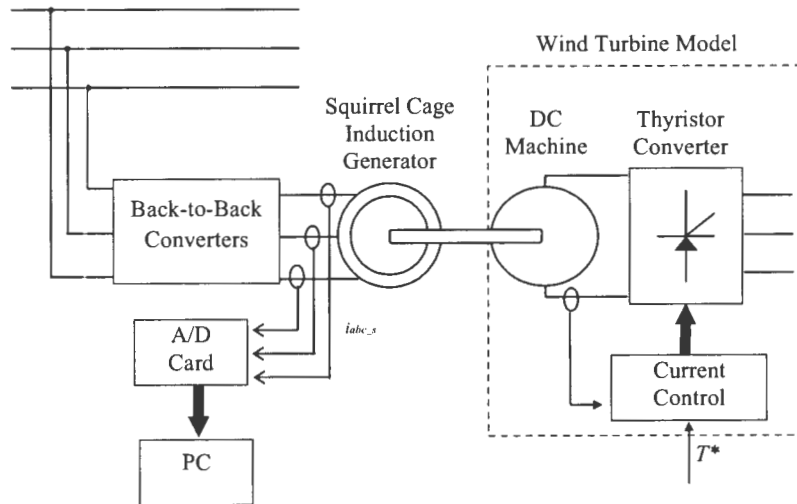 Wind Turbine Model
Squirrel Cage
Induction
Generator
DC
Machine
Thyristor
Converter
Back-to-Back
Converters
iabc_s
A/D
Card
Current
Control
PC
T*